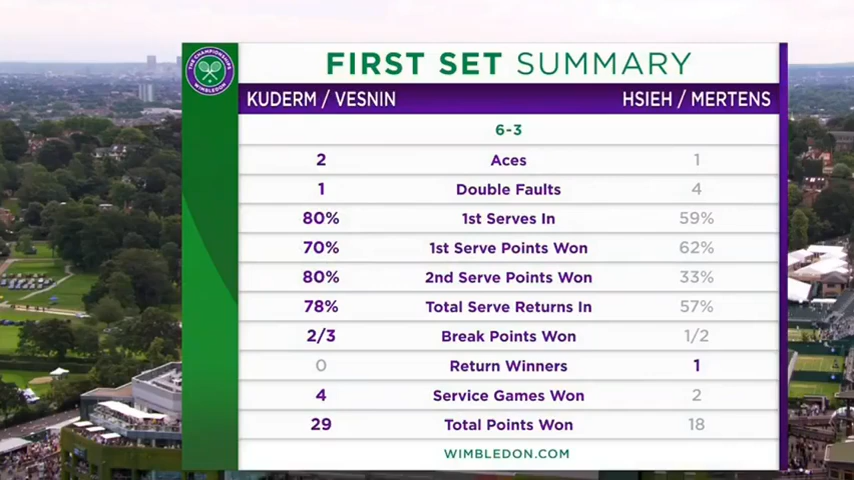 THE CHAMPIONSHIPS
WIMBLEDON
FIRST SET SUMMARY
KUDERM / VESNIN HSIEH / MERTENS
6-3
2 Aces 1
1 Double Faults 4
80% 1st Serves In 59%
70% 1st Serve Points Won 62%
80% 2nd Serve Points Won 33%
78% Total Serve Returns In 57%
2/3 Break Points Won 1/2
0 Return Winners 1
4 Service Games Won 2
29 Total Points Won 18
WIMBLEDON.COM